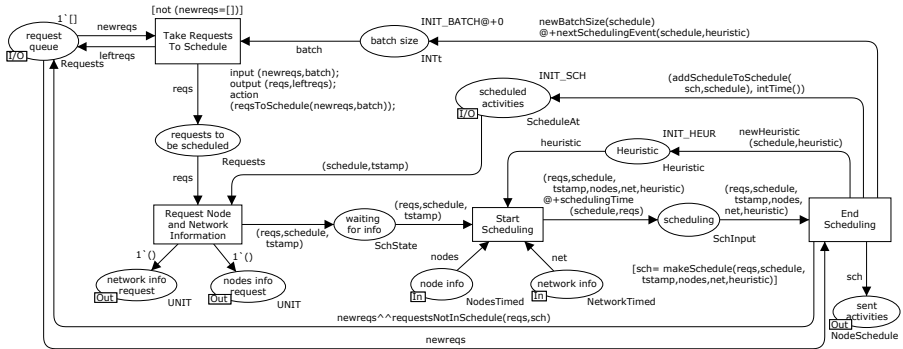 1`[]
request
queue
I/O
Requests
newreqs
leftreqs
[not (newreqs=[])]
Take Requests
To Schedule
batch
INIT_BATCH@+0
batch size
INTt
newBatchSize(schedule)
@+nextSchedulingEvent(schedule,heuristic)
reqs
input (newreqs,batch);
output (reqs,leftreqs);
action
(reqsToSchedule(newreqs,batch));
INIT_SCH
scheduled
activities
I/O
ScheduleAt
(addScheduleToSchedule(
sch,schedule), intTime())
requests to
be scheduled
Requests
(schedule,tstamp)
heuristic
INIT_HEUR
Heuristic
Heuristic
newHeuristic
(schedule,heuristic)
reqs
Request Node
and Network
Information
(reqs,schedule,
tstamp)
waiting
for info
SchState
(reqs,schedule,
tstamp)
Start
Scheduling
(reqs,schedule,
tstamp,nodes,net,heuristic)
@+schedulingTime
(schedule,reqs)
scheduling
SchInput
(reqs,schedule,
tstamp,nodes,
net,heuristic)
End
Scheduling
1`()
1`()
network info
request
Out
UNIT
nodes info
request
Out
UNIT
nodes
net
node info
In
NodesTimed
network info
In
NetworkTimed
[sch= makeSchedule(reqs,schedule,
tstamp,nodes,net,heuristic)]
sch
sent
activities
Out
NodeSchedule
newreqs^^requestsNotInSchedule(reqs,sch)
newreqs